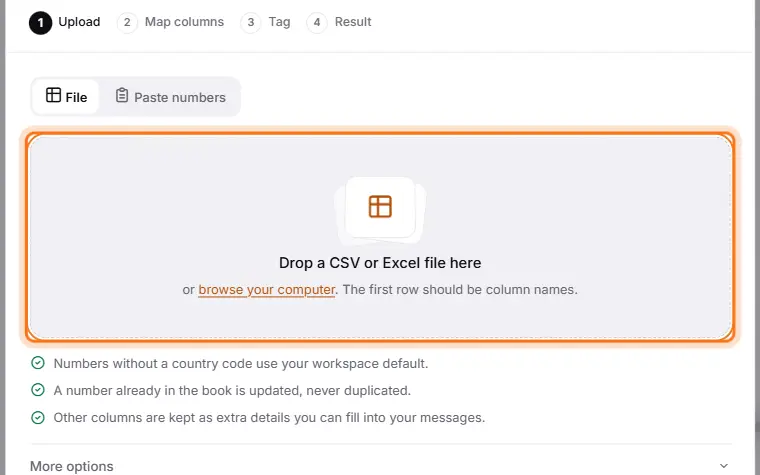 1 Upload 2 Map columns 3 Tag 4 Result
File Paste numbers
Drop a CSV or Excel file here
or browse your computer. The first row should be column names.
Numbers without a country code use your workspace default.
A number already in the book is updated, never duplicated.
Other columns are kept as extra details you can fill into your messages.
More options